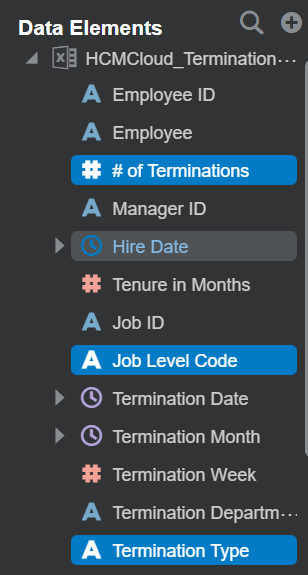 Data Elements
HCMCloud_Termination...
A Employee ID
A Employee
# # of Terminations
A Manager ID
Hire Date
# Tenure in Months
A Job ID
A Job Level Code
Termination Date
Termination Month
# Termination Week
A Termination Departm...
A Termination Type